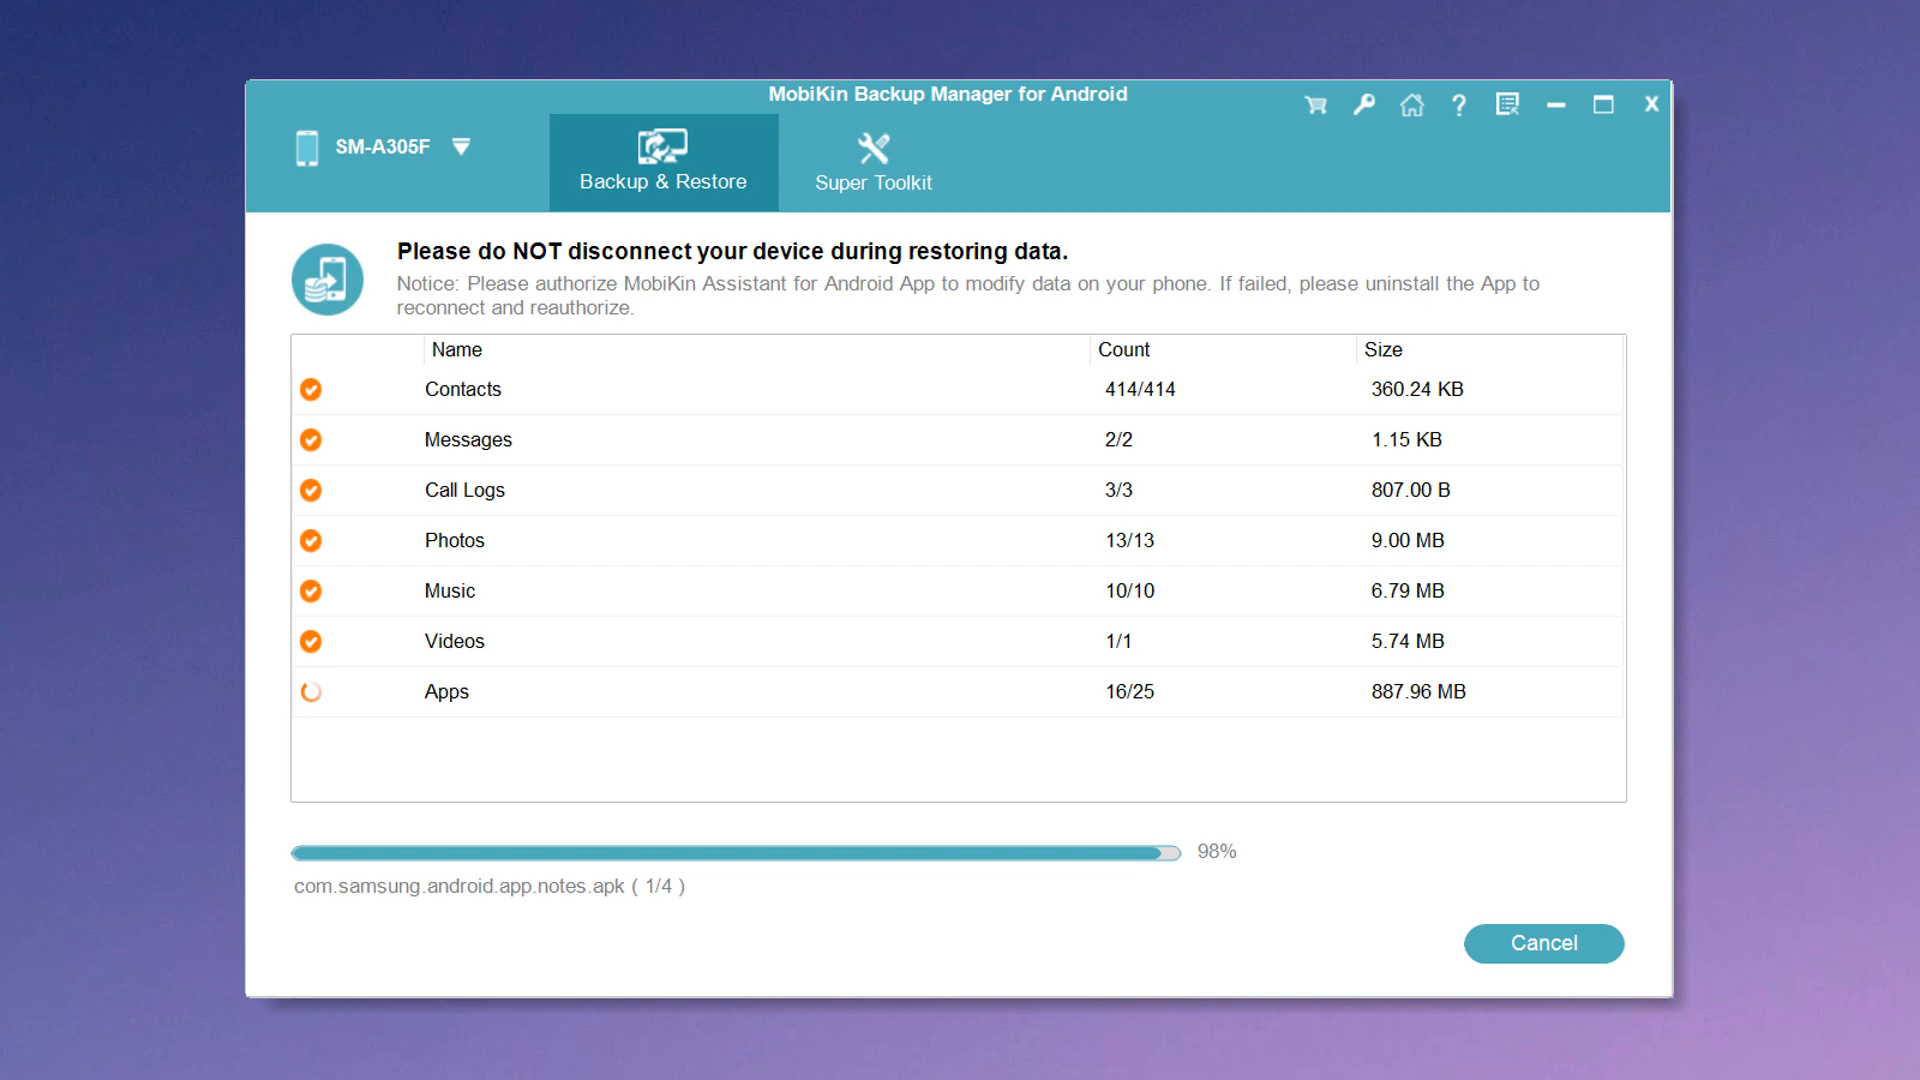 MobiKin Backup Manager for Android
?
X
SM-A305F
Backup & Restore
Super Toolkit
Please do NOT disconnect your device during restoring data.
Notice: Please authorize MobiKin Assistant for Android App to modify data on your phone. If failed, please uninstall the App to
reconnect and reauthorize.
Name Count Size
Contacts 414/414 360.24 KB
Messages 2/2 1.15 KB
Call Logs 3/3 807.00 B
Photos 13/13 9.00 MB
Music 10/10 6.79 MB
Videos 1/1 5.74 MB
Apps 16/25 887.96 MB
98%
com.samsung.android.app.notes.apk ( 1/4 )
Cancel